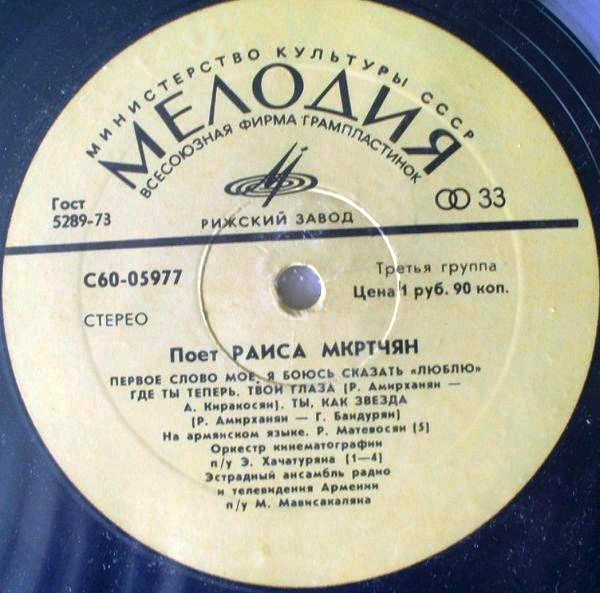 МИНИСТЕРСТВО КУЛЬТУРЫ СССР
МЕЛОДИЯ
ВСЕСОЮЗНАЯ ФИРМА ГРАМПЛАСТИНОК
Гост
5289-73
33
РИЖСКИЙ ЗАВОД
С60-05977
Третья группа
Цена 1 руб. 90 коп.
СТЕРЕО
Поет РАИСА МКРТЧЯН
ПЕРВОЕ СЛОВО МОЕ. Я БОЮСЬ СКАЗАТЬ «ЛЮБЛЮ»
ГДЕ ТЫ ТЕПЕРЬ. ТВОИ ГЛАЗА (Р. Амирханян —
А. Киракосян). ТЫ, КАК ЗВЕЗДА
(Р. Амирханян — Г. Бандурян)
На армянском языке. Р. Матевосян (5)
Оркестр кинематографии
п/у Э. Хачатуряна (1—4)
Эстрадный ансамбль радио
и телевидения Армении
п/у М. Мависакаляна